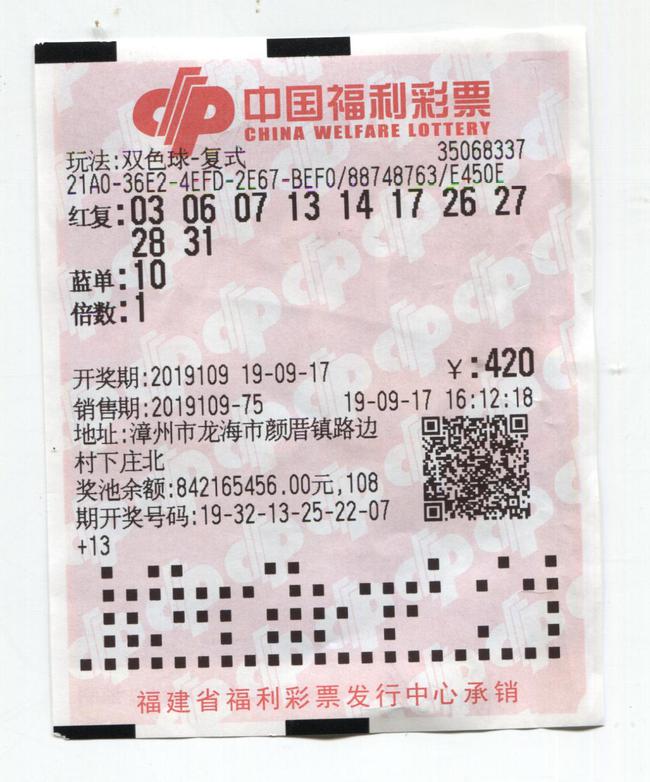 中国福利彩票
CHINA WELFARE LOTTERY
玩法:双色球-复式 35068337
21A0-36E2-4EFD-2E67-BEF0/88748763/E450E
红复:03 06 07 13 14 17 26 27
28 31
蓝单:10
倍数:1
开奖期:2019109 19-09-17 ¥:420
销售期:2019109-75 19-09-17 16:12:18
地址:漳州市龙海市颜厝镇路边
村下庄北
奖池余额:842165456.00元,108
期开奖号码:19-32-13-25-22-07
+13
福建省福利彩票发行中心承销